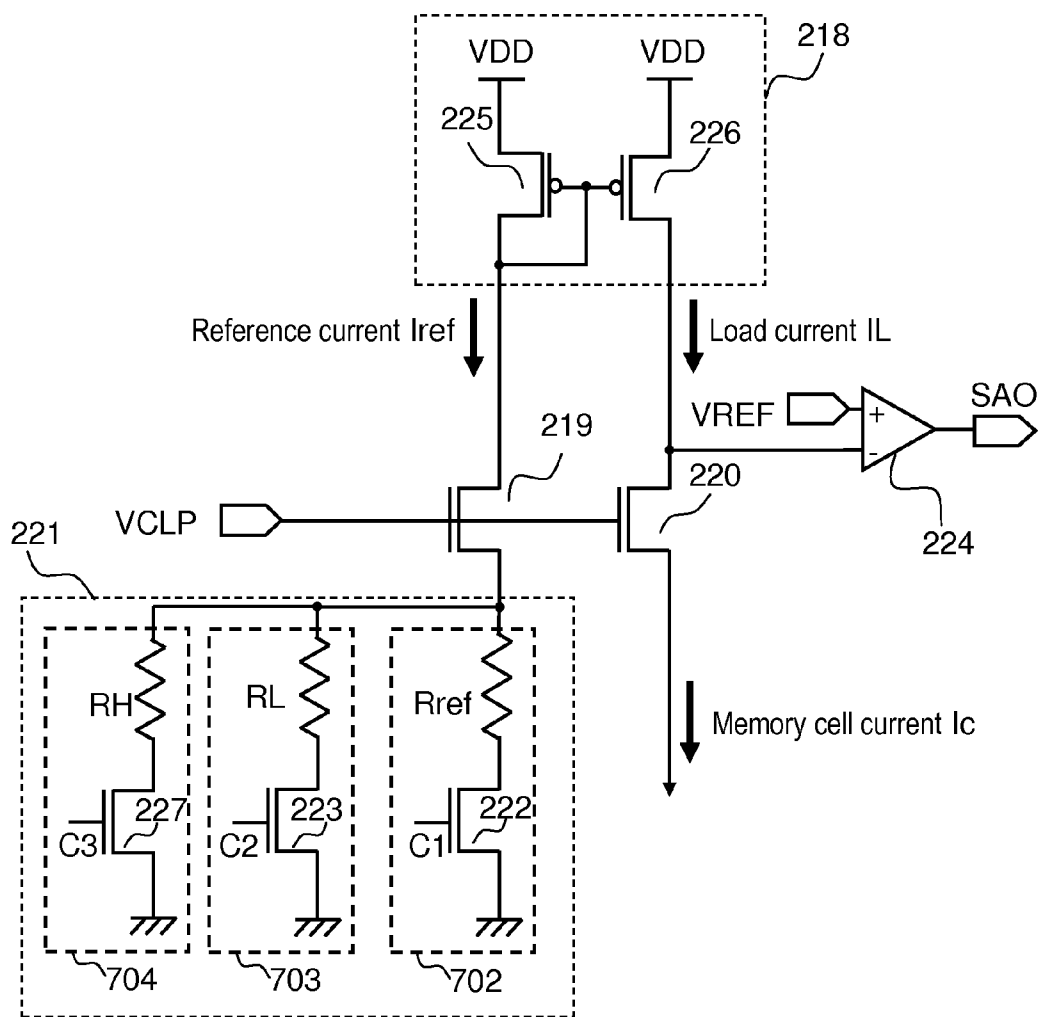 218
VDD
VDD
225
226
Reference current Iref
Load current IL
VREF
+
-
SAO
219
220
224
VCLP
221
RH
RL
Rref
227
223
222
C3
C2
C1
Memory cell current Ic
704
703
702